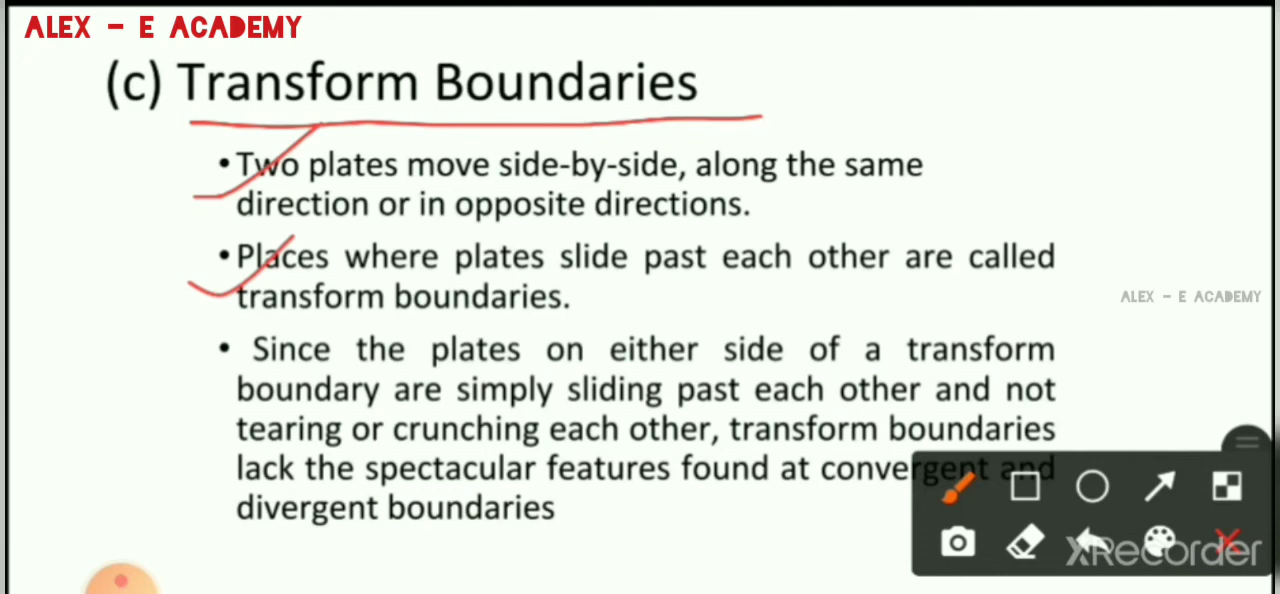 ALEX - E ACADEMY
(c) Transform Boundaries
• Two plates move side-by-side, along the same
direction or in opposite directions.
• Places where plates slide past each other are called
transform boundaries.
ALEX - E ACADEMY
• Since the plates on either side of a transform
boundary are simply sliding past each other and not
tearing or crunching each other, transform boundaries
lack the spectacular features found at convergent and
divergent boundaries
XRecorder